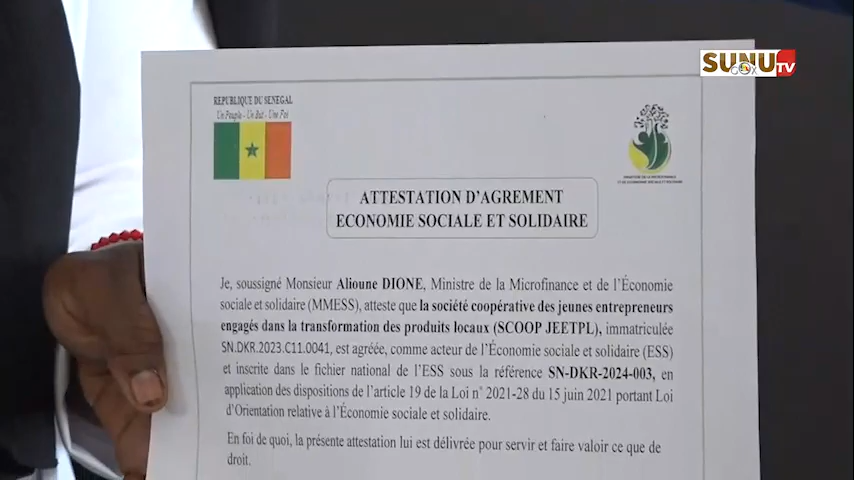 SUNU TV
REPUBLIQUE DU SENEGAL
Un Peuple - Un But - Une Foi
ATTESTATION D'AGREMENT
ECONOMIE SOCIALE ET SOLIDAIRE
Je, soussigné Monsieur Alioune DIONE, Ministre de la Microfinance et de l'Économie
sociale et solidaire (MMESS), atteste que la société coopérative des jeunes entrepreneurs
engagés dans la transformation des produits locaux (SCOOP JEETPL), immatriculée
SN.DKR.2023.C11.0041, est agréée, comme acteur de l'Économie sociale et solidaire (ESS)
et inscrite dans le fichier national de l'ESS sous la référence SN-DKR-2024-003, en
application des dispositions de l'article 19 de la Loi n° 2021-28 du 15 juin 2021 portant Loi
d'Orientation relative à l'Économie sociale et solidaire.
En foi de quoi, la présente attestation lui est délivrée pour servir et faire valoir ce que de
droit.